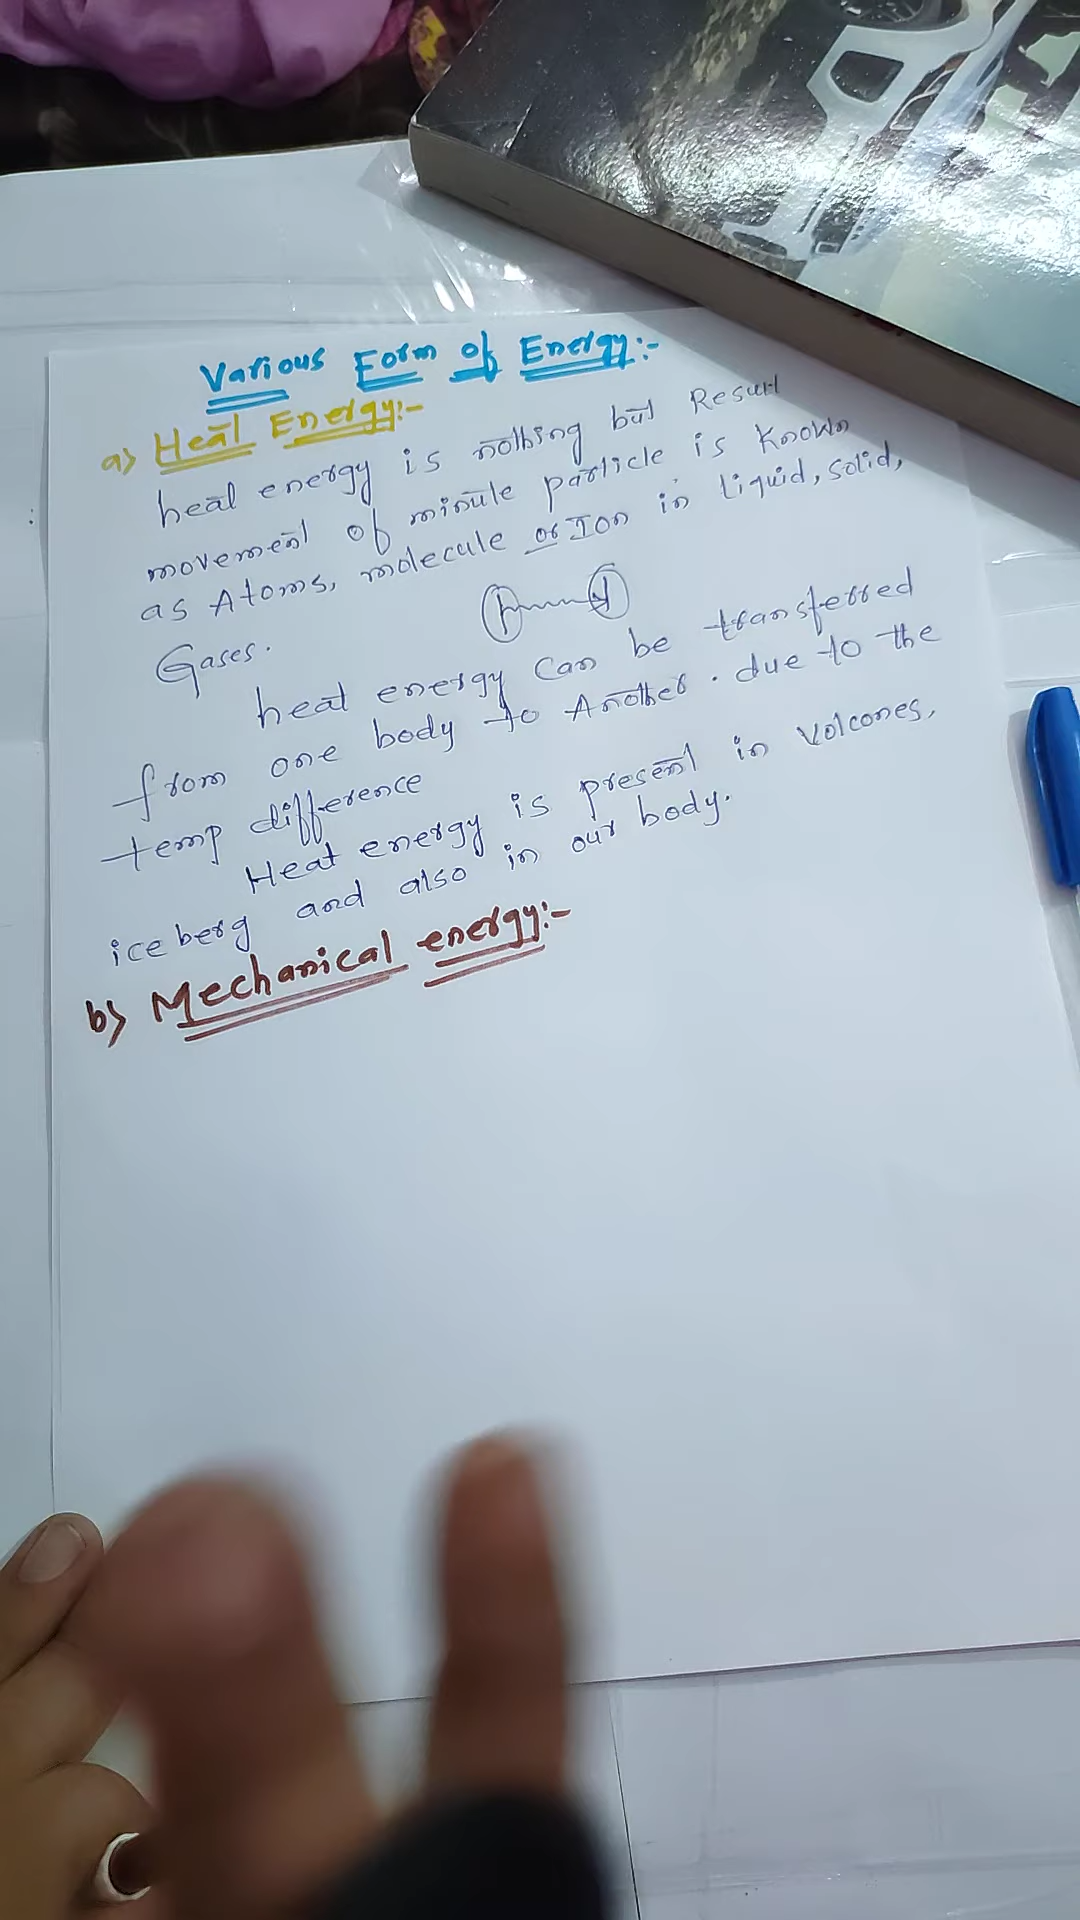 Various Form of Energy:-
a) Heat Energy:-
heat energy is nothing but Result
movement of minute particle is Known
as Atoms, molecule or Ion in liquid, solid,
Gases.
heat energy can be transferred
from one body to Another. due to the
temp difference
Heat energy is present in volcones,
ice berg and also in our body.
b) Mechanical energy:-